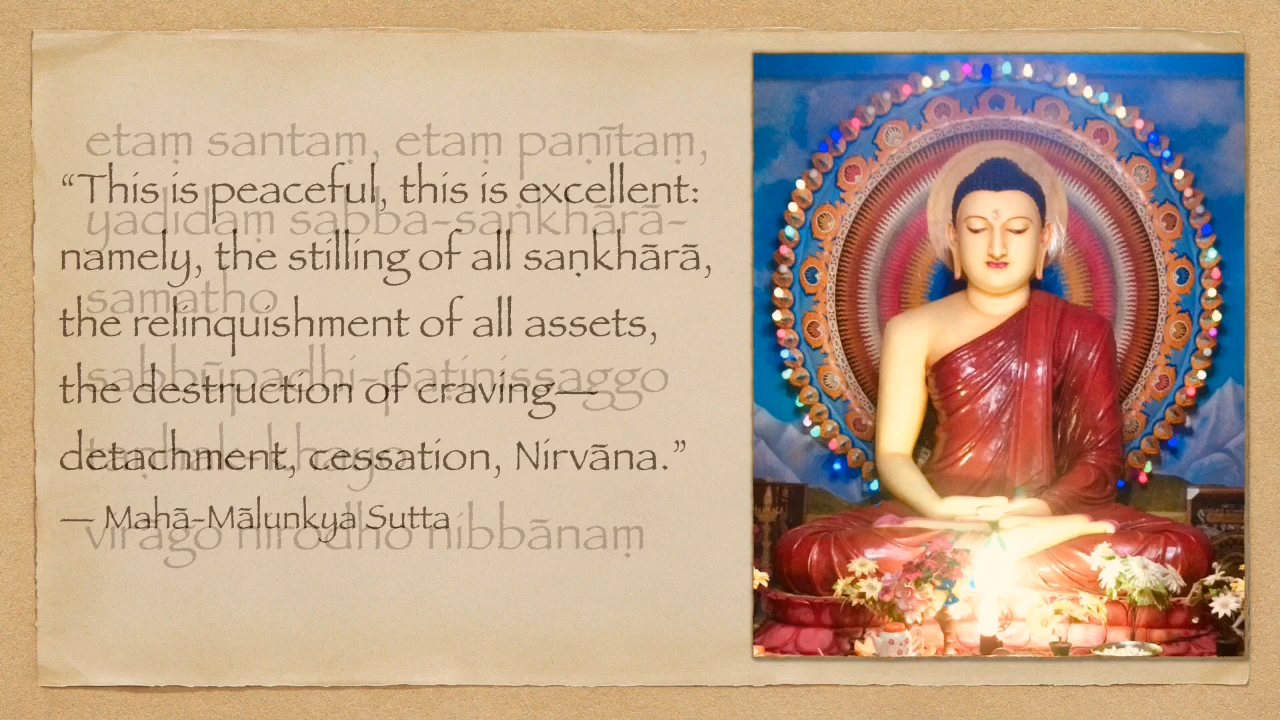 etaṃ santaṃ, etaṃ paṇītaṃ,
“This is peaceful, this is excellent:
yadidaṃ sabba-saṅkhārā-
namely, the stilling of all saṇkhārā,
samatho
the relinquishment of all assets,
sabbūpadhi-paṭinissaggo
the destruction of craving—
detachment, cessation, Nirvāna.”
— Mahā-Mālunkya Sutta
virāgo nirodho nibbānaṃ